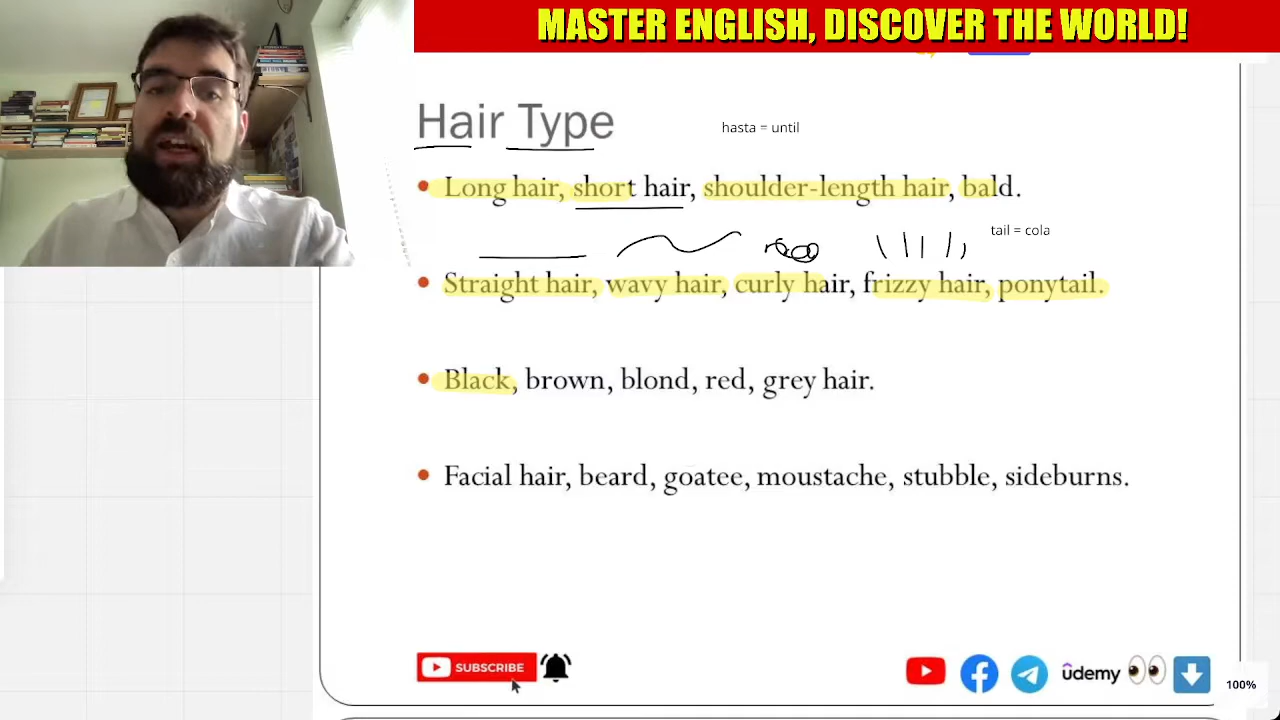 MASTER ENGLISH, DISCOVER THE WORLD!
Hair Type
hasta = until
Long hair, short hair, shoulder-length hair, bald.
tail = cola
Straight hair, wavy hair, curly hair, frizzy hair, ponytail.
Black, brown, blond, red, grey hair.
Facial hair, beard, goatee, moustache, stubble, sideburns.
SUBSCRIBE
udemy
100%